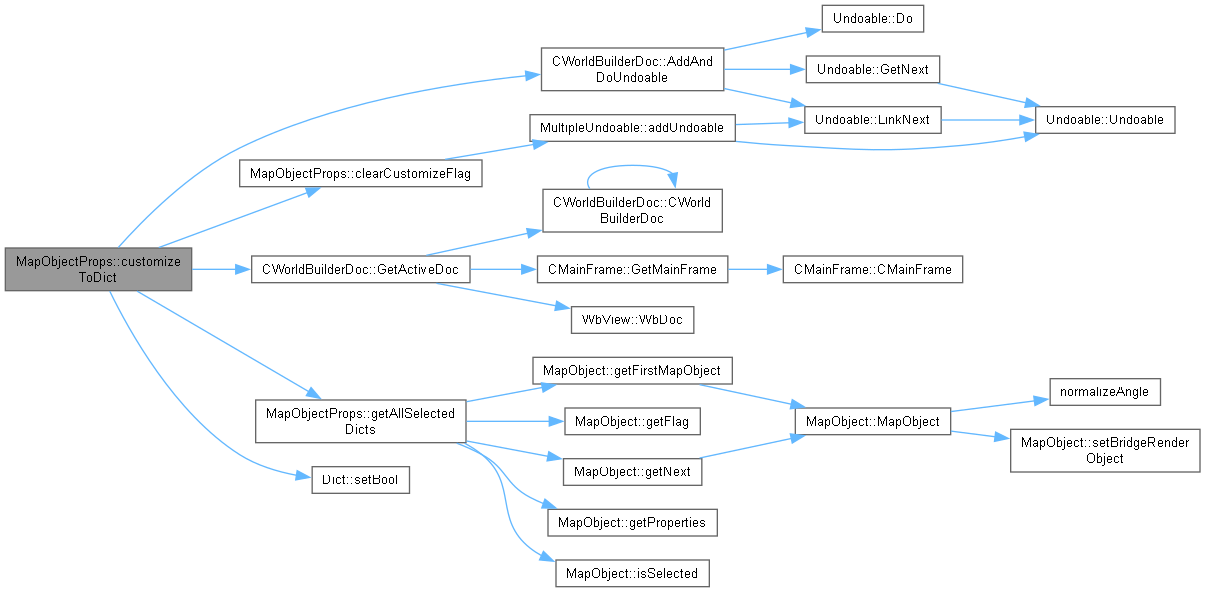 Undoable::Do
CWorldBuilderDoc::AddAnd
DoUndoable
Undoable::GetNext
Undoable::LinkNext
Undoable::Undoable
MultipleUndoable::addUndoable
MapObjectProps::clearCustomizeFlag
CWorldBuilderDoc::CWorld
BuilderDoc
MapObjectProps::customize
ToDict
CWorldBuilderDoc::GetActiveDoc
CMainFrame::GetMainFrame
CMainFrame::CMainFrame
WbView::WbDoc
MapObject::getFirstMapObject
MapObjectProps::getAllSelected
Dicts
MapObject::getFlag
MapObject::MapObject
normalizeAngle
MapObject::setBridgeRender
Object
MapObject::getNext
Dict::setBool
MapObject::getProperties
MapObject::isSelected